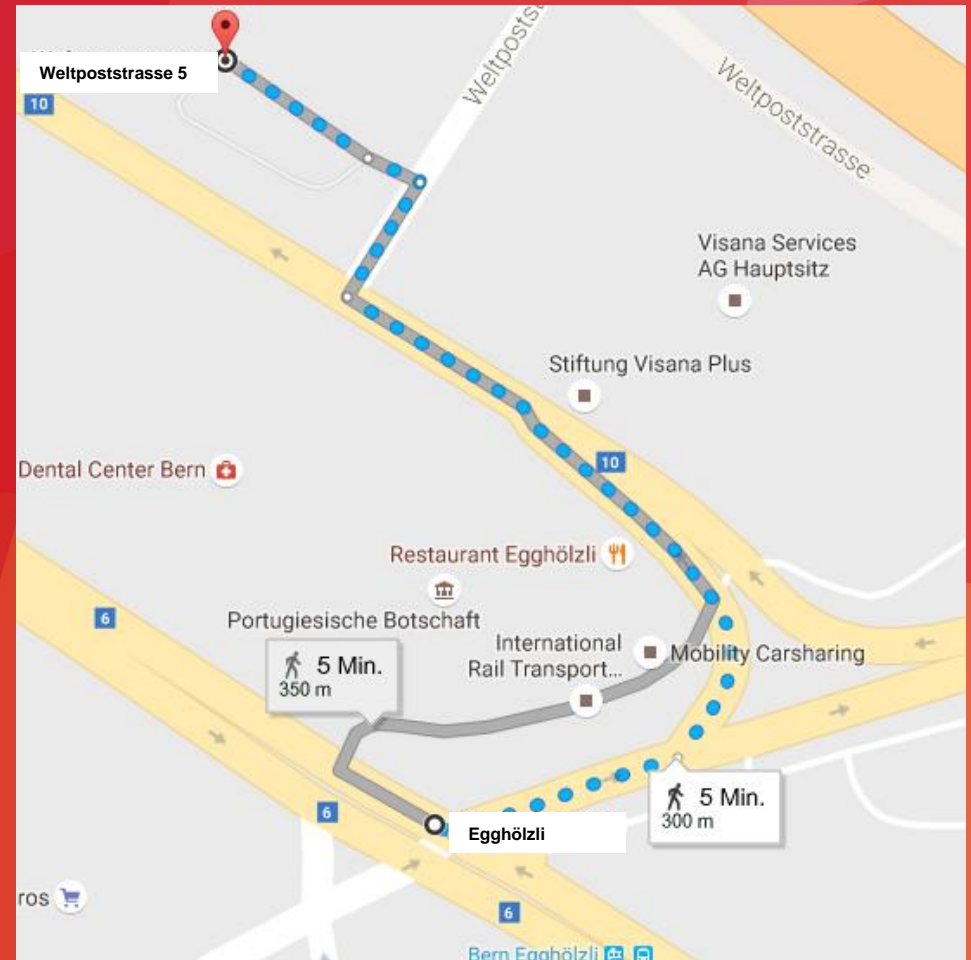 Weltpoststrasse 5
10
Weltpoststrasse
Visana Services
AG Hauptsitz
Stiftung Visana Plus
Dental Center Bern
10
Restaurant Egghölzli
6
Portugiesische Botschaft
International
Rail Transport...
Mobility Carsharing
5 Min.
350 m
5 Min.
300 m
6
Egghölzli
ros
6
Bern Egghölzli